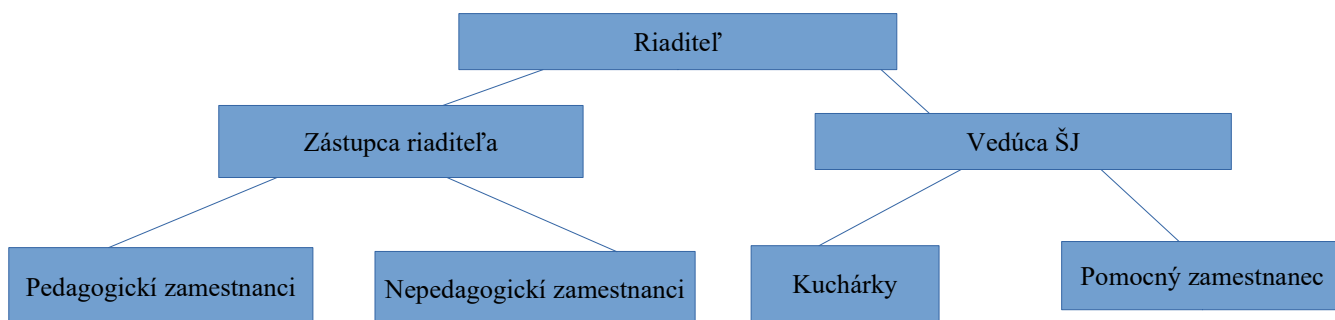 Riaditeľ
Zástupca riaditeľa
Vedúca ŠJ
Pedagogickí zamestnanci
Nepedagogickí zamestnanci
Kuchárky
Pomocný zamestnanec